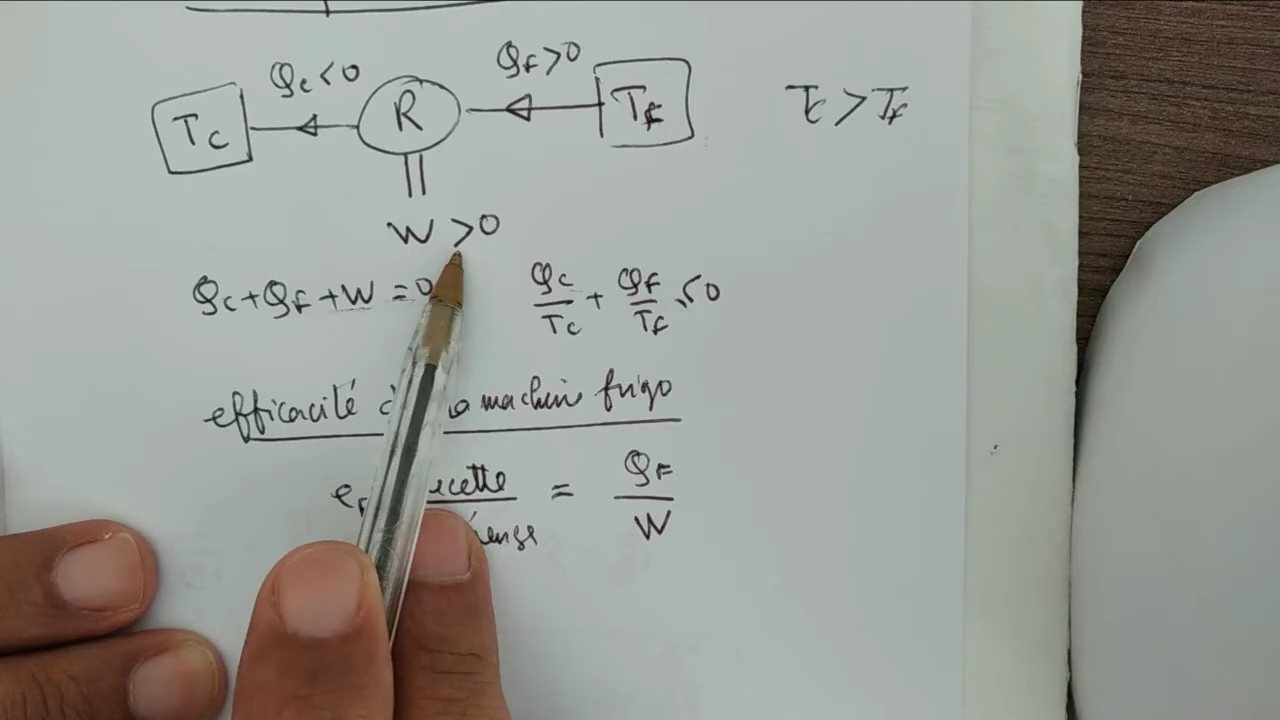 Qc<0 Qf>0
Tc R Tf Tc > Tf
W >0
Qc+Qf+W =0 Qc/Tc + Qf/Tf ≤0
efficacité machine frigo
= QF/W